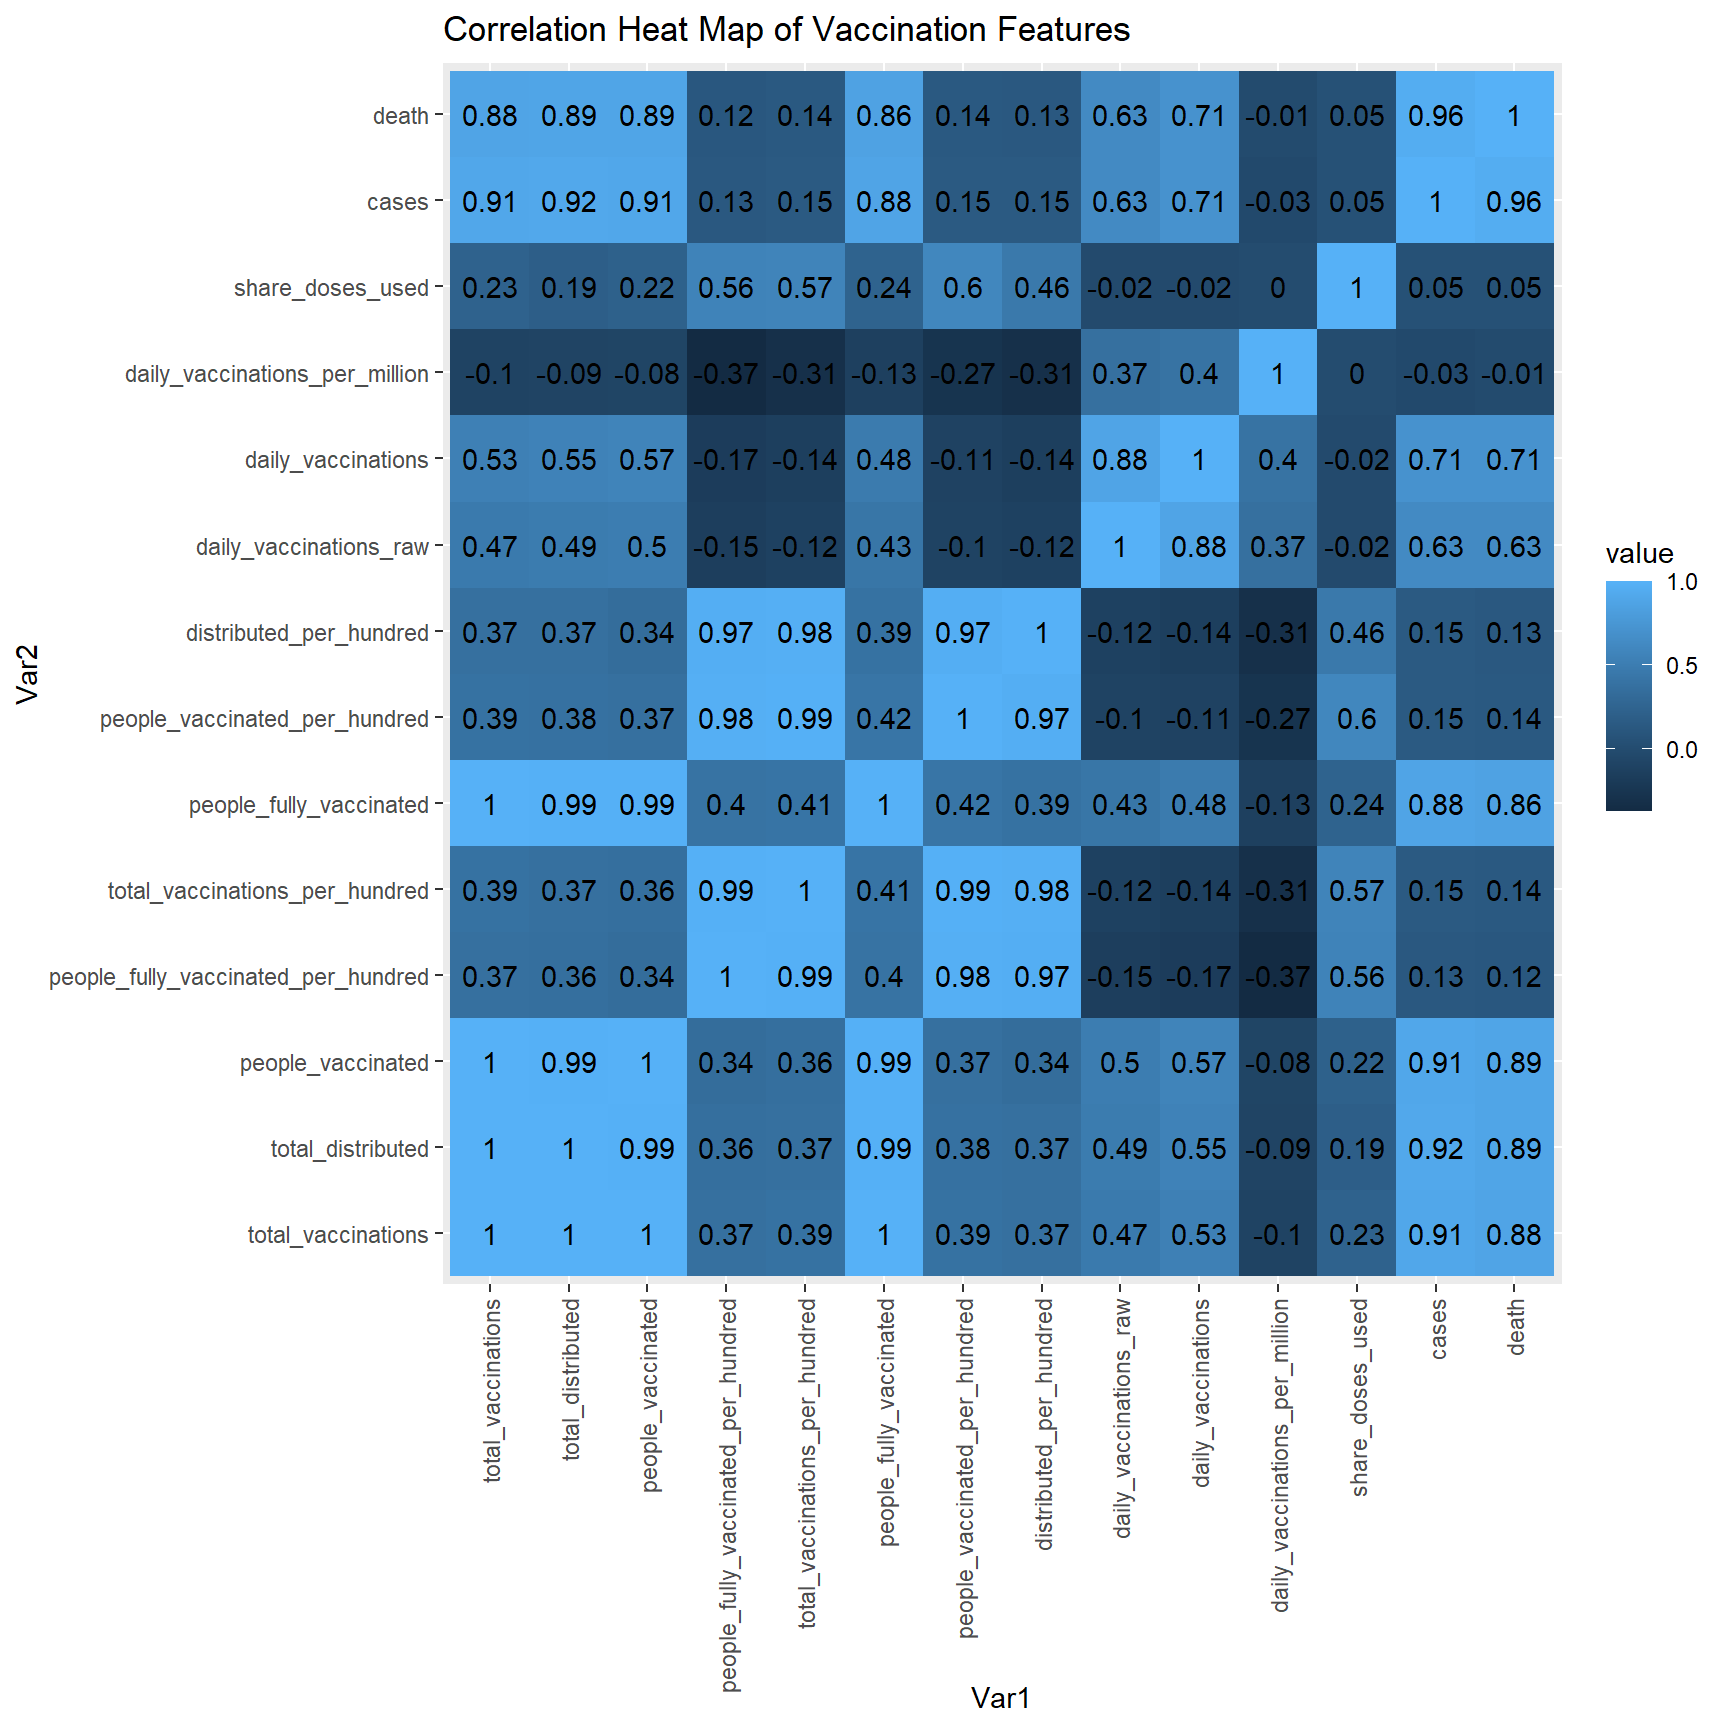 Correlation Heat Map of Vaccination Features
death 0.88 0.89 0.89 0.12 0.14 0.86 0.14 0.13 0.63 0.71 -0.01 0.05 0.96 1
cases 0.91 0.92 0.91 0.13 0.15 0.88 0.15 0.15 0.63 0.71 -0.03 0.05 1 0.96
share_doses_used 0.23 0.19 0.22 0.56 0.57 0.24 0.6 0.46 -0.02 -0.02 0 1 0.05 0.05
daily_vaccinations_per_million -0.1 -0.09 -0.08 -0.37 -0.31 -0.13 -0.27 -0.31 0.37 0.4 1 0 -0.03 -0.01
daily_vaccinations 0.53 0.55 0.57 -0.17 -0.14 0.48 -0.11 -0.14 0.88 1 0.4 -0.02 0.71 0.71
daily_vaccinations_raw 0.47 0.49 0.5 -0.15 -0.12 0.43 -0.1 -0.12 1 0.88 0.37 -0.02 0.63 0.63
distributed_per_hundred 0.37 0.37 0.34 0.97 0.98 0.39 0.97 1 -0.12 -0.14 -0.31 0.46 0.15 0.13
people_vaccinated_per_hundred 0.39 0.38 0.37 0.98 0.99 0.42 1 0.97 -0.1 -0.11 -0.27 0.6 0.15 0.14
people_fully_vaccinated 1 0.99 0.99 0.4 0.41 1 0.42 0.39 0.43 0.48 -0.13 0.24 0.88 0.86
total_vaccinations_per_hundred 0.39 0.37 0.36 0.99 1 0.41 0.99 0.98 -0.12 -0.14 -0.31 0.57 0.15 0.14
people_fully_vaccinated_per_hundred 0.37 0.36 0.34 1 0.99 0.4 0.98 0.97 -0.15 -0.17 -0.37 0.56 0.13 0.12
people_vaccinated 1 0.99 1 0.34 0.36 0.99 0.37 0.34 0.5 0.57 -0.08 0.22 0.91 0.89
total_distributed 1 1 0.99 0.36 0.37 0.99 0.38 0.37 0.49 0.55 -0.09 0.19 0.92 0.89
total_vaccinations 1 1 1 0.37 0.39 1 0.39 0.37 0.47 0.53 -0.1 0.23 0.91 0.88
Var2
total_vaccinations
total_distributed
people_vaccinated
people_fully_vaccinated_per_hundred
total_vaccinations_per_hundred
people_fully_vaccinated
people_vaccinated_per_hundred
distributed_per_hundred
daily_vaccinations_raw
daily_vaccinations
daily_vaccinations_per_million
share_doses_used
cases
death
Var1
value
1.0
0.5
0.0